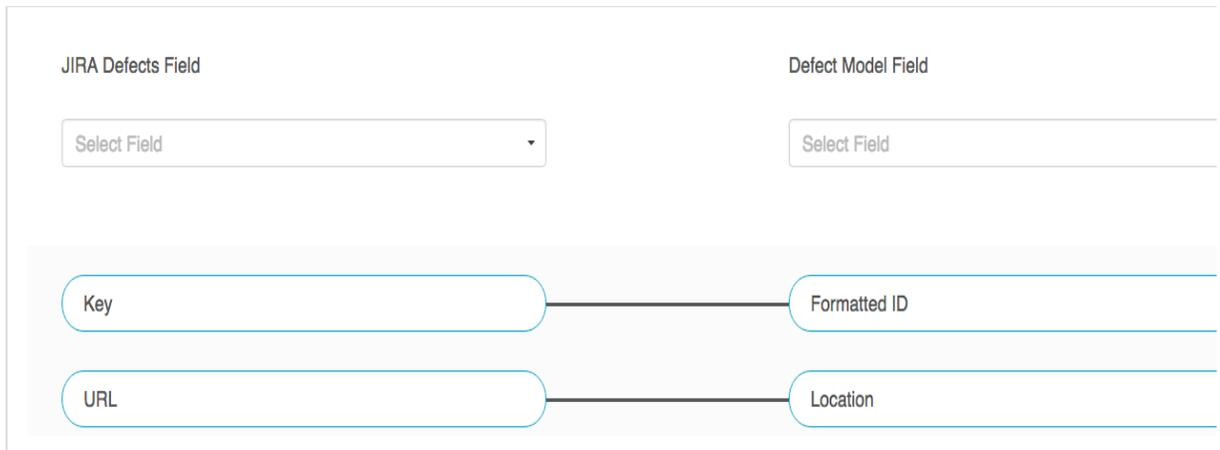 JIRA Defects Field
Defect Model Field
Select Field
Select Field
Key
Formatted ID
URL
Location